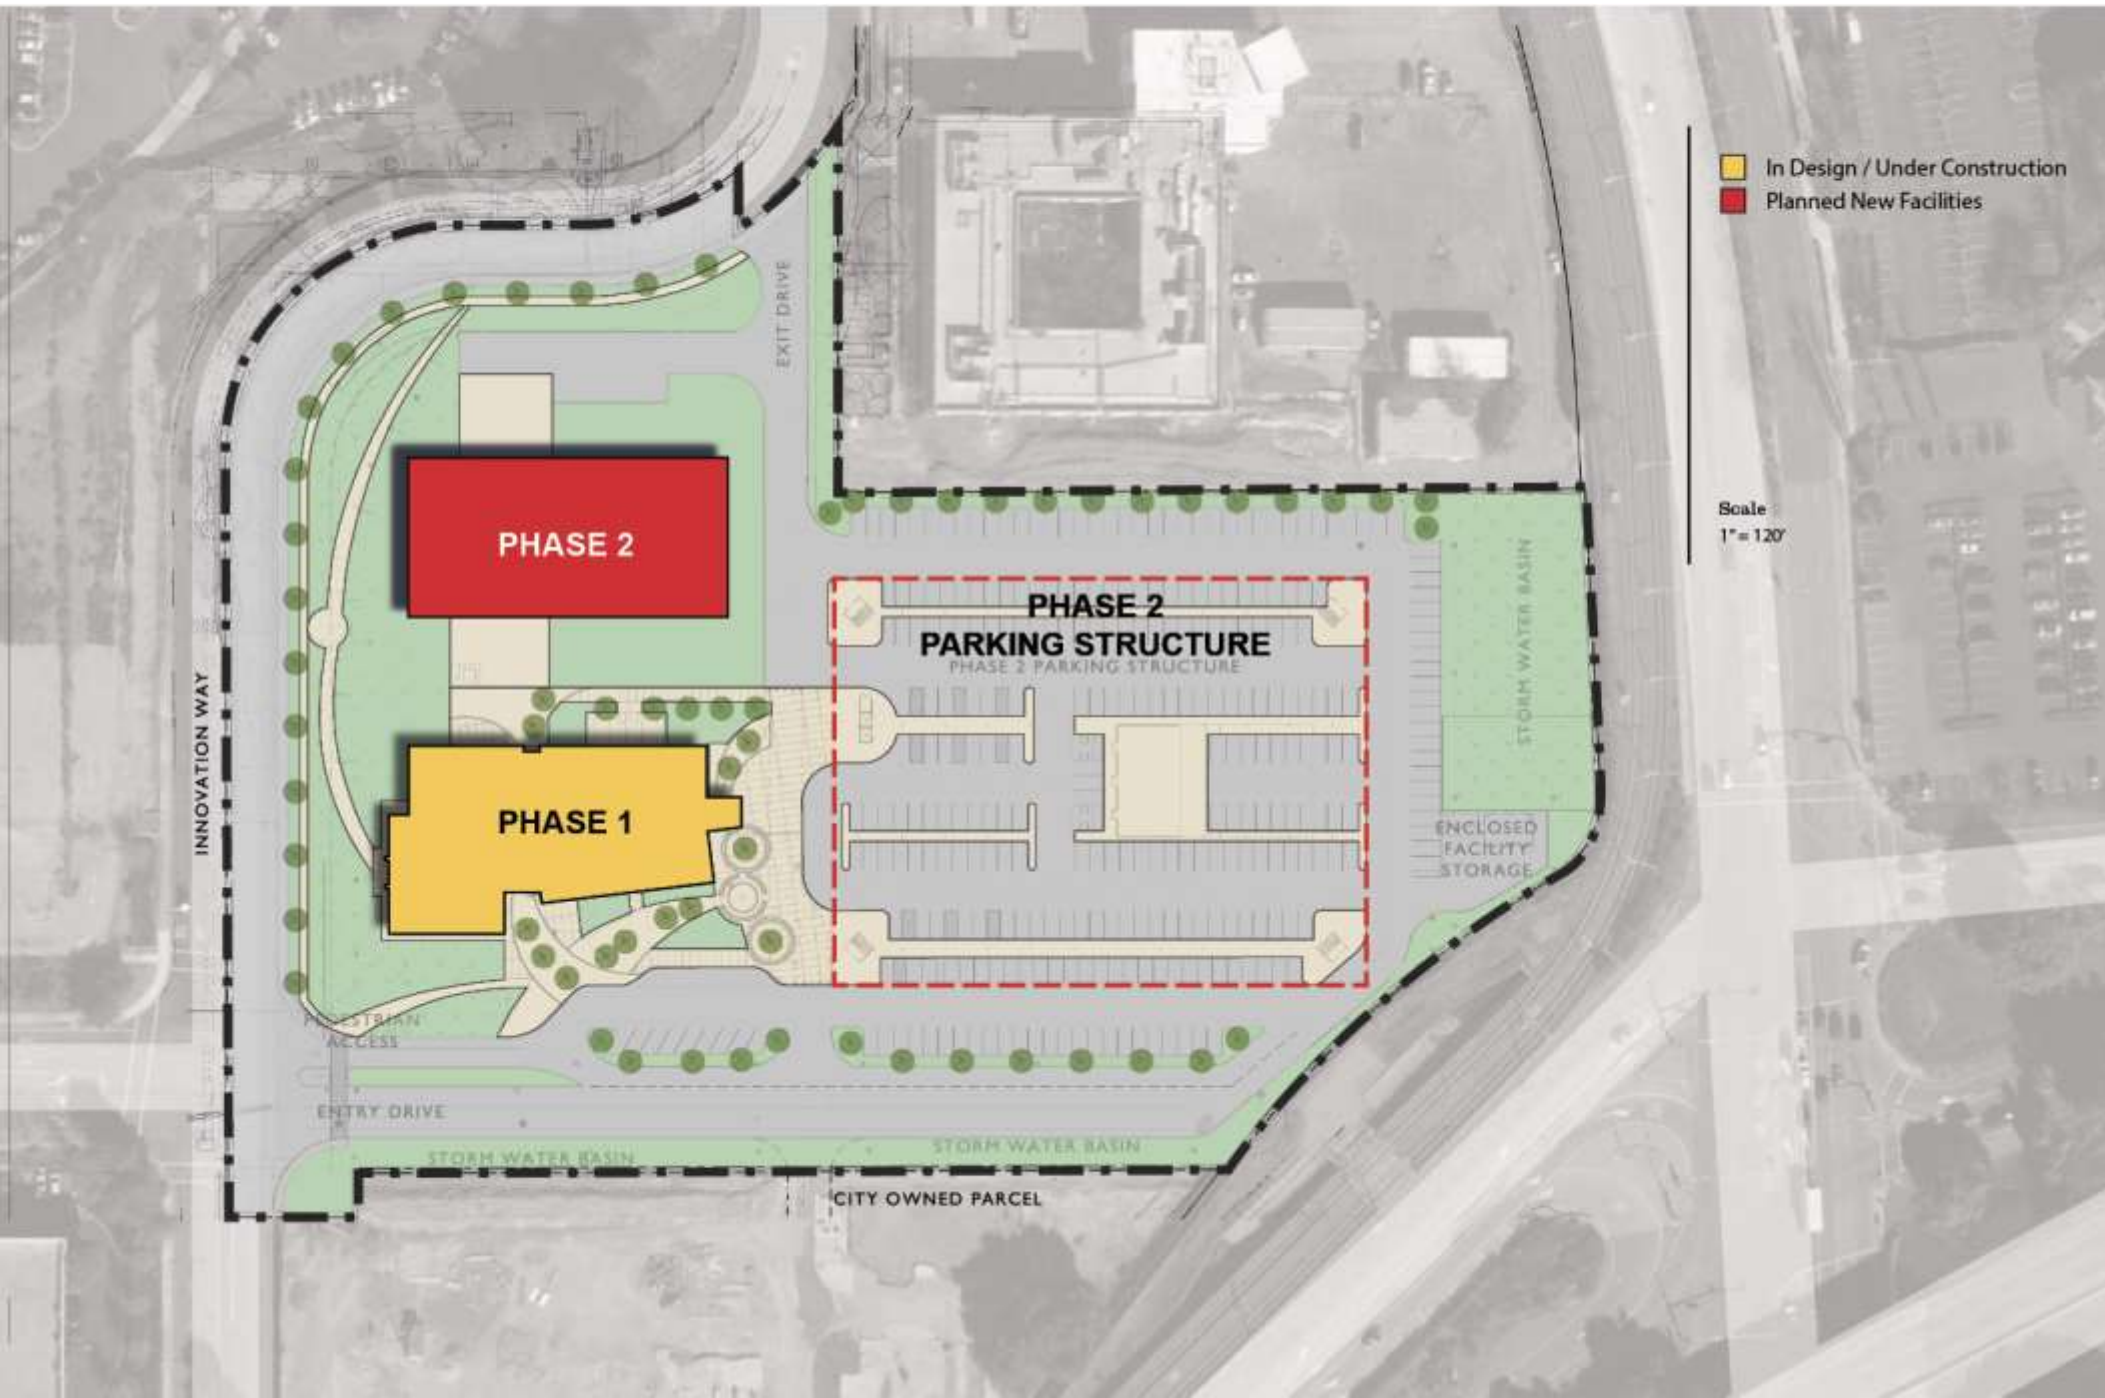 In Design / Under Construction
Planned New Facilities
EXIT DRIVE
Scale
1"= 120'
PHASE 2
PHASE 2
PARKING STRUCTURE
PHASE 2 PARKING STRUCTURE
STORM WATER BASIN
INNOVATION WAY
PHASE 1
ENCLOSED
FACILITY
STORAGE
PEDESTRIAN
ACCESS
ENTRY DRIVE
STORM WATER BASIN
STORM WATER BASIN
CITY OWNED PARCEL